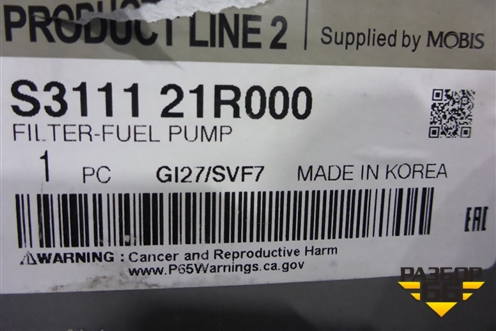 PRODUCT LINE 2
Supplied by MOBIS
S3111 21R000
FILTER-FUEL PUMP
1 PC GI27/SVF7 MADE IN KOREA
EAC
⚠WARNING : Cancer and Reproductive Harm
www.P65Warnings.ca.gov
РАЗБОР